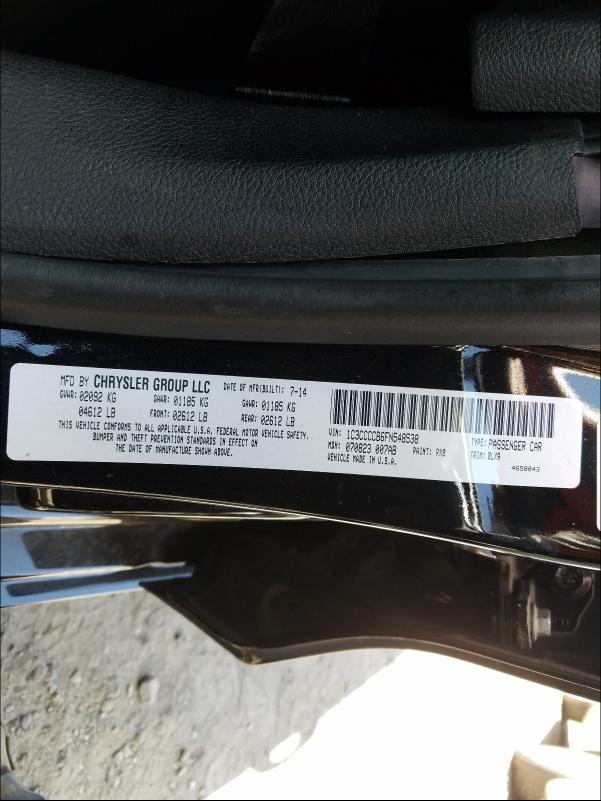 MFD BY CHRYSLER GROUP LLC DATE OF MFR(BUILT): 7-14
GVWR: 02092 KG GAWR: 01185 KG GAWR: 01185 KG
04612 LB FRONT: 02612 LB REAR: 02612 LB
THIS VEHICLE CONFORMS TO ALL APPLICABLE U.S.A. FEDERAL MOTOR VEHICLE SAFETY,
BUMPER AND THEFT PREVENTION STANDARDS IN EFFECT ON
THE DATE OF MANUFACTURE SHOWN ABOVE.
VIN: 1C3CCCCB6FN548538 TYPE: PASSENGER CAR
MDH: 070823 007AB PAINT: PXB TRIM: DLX9
VEHICLE MADE IN U.S.A. 4658843